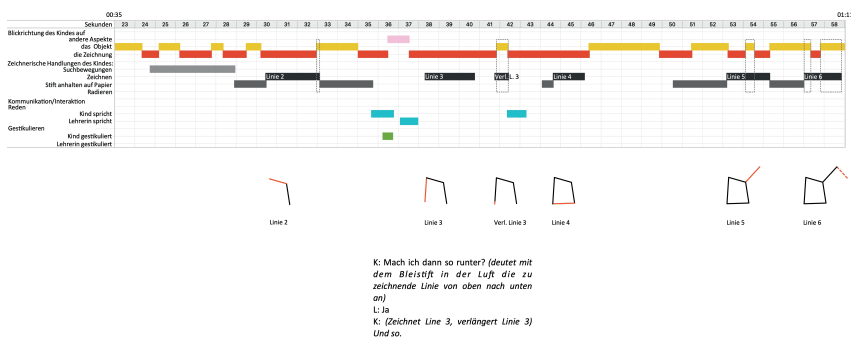 00:35 01:1
Sekunden 23 24 25 26 27 28 29 30 31 32 33 34 35 36 37 38 39 40 41 42 43 44 45 46 47 48 49 50 51 52 53 54 55 56 57 58
Blickrichtung des Kindes auf
andere Aspekte
das Objekt
die Zeichnung
Zeichnerische Handlungen des Kindes:
Suchbewegungen
Zeichnen Linie 2 Linie 3 Verl. L. 3 Linie 4 Linie 5 Linie 6
Stift anhalten auf Papier
Radieren
Kommunikation/Interaktion
Reden
Kind spricht
Lehrerin spricht
Gestikulieren
Kind gestikuliert
Lehrerin gestikuliert
Linie 2 Linie 3 Verl. Linie 3 Linie 4 Linie 5 Linie 6
K: Mach ich dann so runter? (deutet mit
dem Bleistift in der Luft die zu
zeichnende Linie von oben nach unten
an)
L: Ja
K: (Zeichnet Line 3, verlängert Linie 3)
Und so.